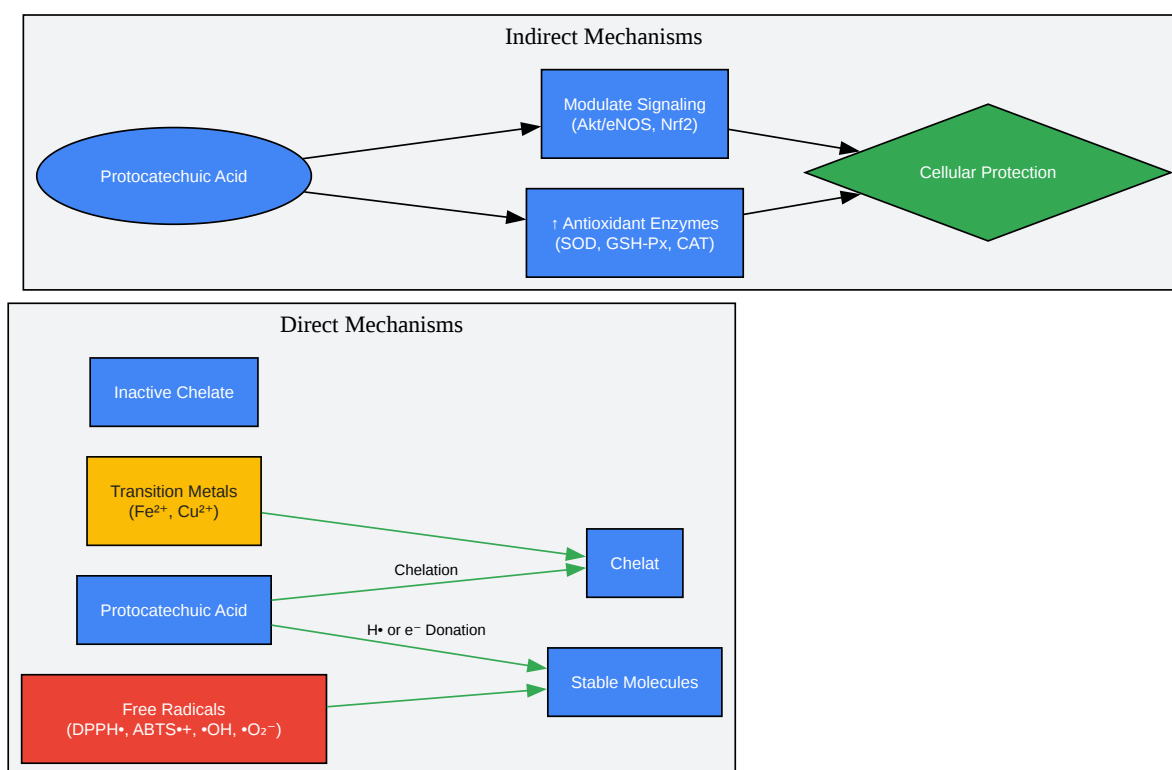 Indirect Mechanisms
Modulate Signaling
(Akt/eNOS, Nrf2)
Protocatechuic Acid
Cellular Protection
↑ Antioxidant Enzymes
(SOD, GSH-Px, CAT)
Direct Mechanisms
Inactive Chelate
Transition Metals
(Fe²⁺, Cu²⁺)
Chelat
Chelation
Protocatechuic Acid
H• or e⁻ Donation
Stable Molecules
Free Radicals
(DPPH•, ABTS•+, •OH, •O₂⁻)